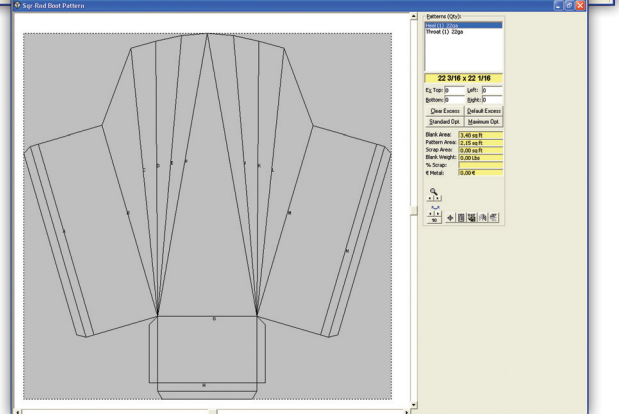 Sqr-Rnd Boot Pattern
Patterns (Qty):
Heel (1) 22ga
Throat (1) 22ga
22 3/16 x 22 1/16
Ex Top: 0 Left: 0
Bottom: 0 Right: 0
Clear Excess Default Excess
Standard Opt Maximum Opt
Blank Area: 3,40 sq ft
Pattern Area: 2,15 sq ft
Scrap Area: 0,00 sq ft
Blank Weight: 0,00 Lbs
% Scrap:
€ Metal: 0,00 €
90
C D E F